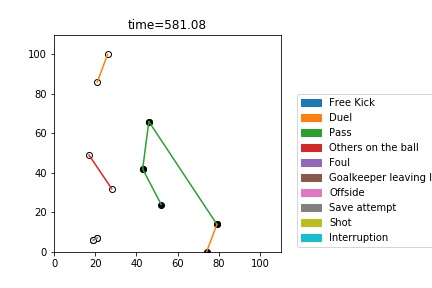 time=581.08
100
80
60
40
20
0
0 20 40 60 80 100
Free Kick
Duel
Pass
Others on the ball
Foul
Goalkeeper leaving l
Offside
Save attempt
Shot
Interruption